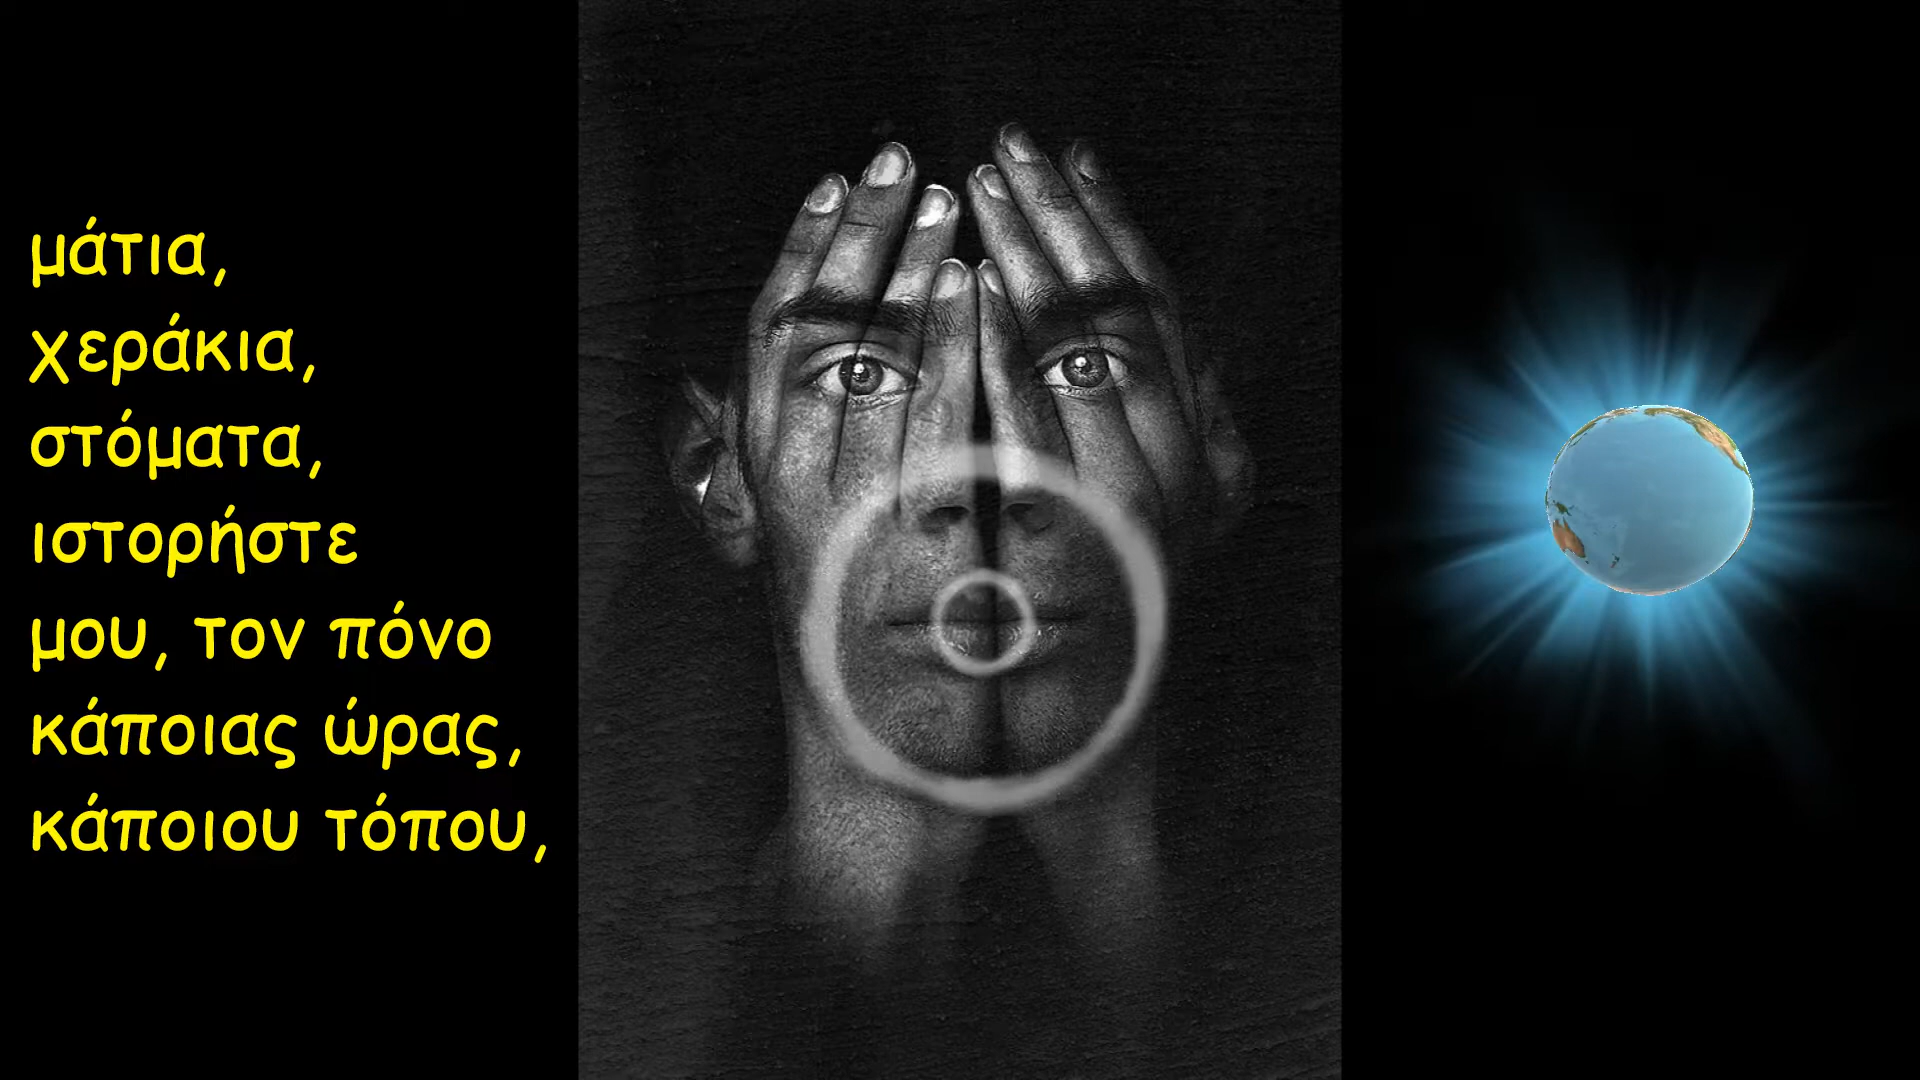 μάτια,
χεράκια,
στόματα,
ιστορήστε
μου, τον πόνο
κάποιας ώρας,
κάποιου τόπου,